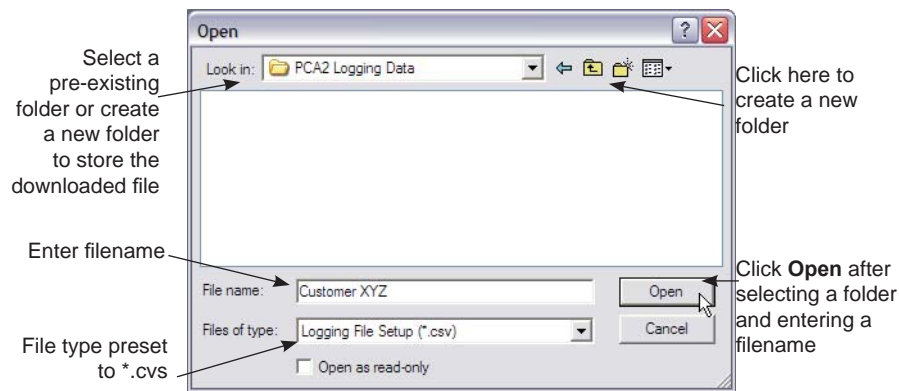 Open
Look in: PCA2 Logging Data
Select a
pre-existing
folder or create
a new folder
to store the
downloaded file
Click here to
create a new
folder
Enter filename
File name: Customer XYZ Open
Click Open after
selecting a folder
and entering a
filename
Files of type: Logging File Setup (*.csv) Cancel
File type preset
to *.cvs
Open as read-only